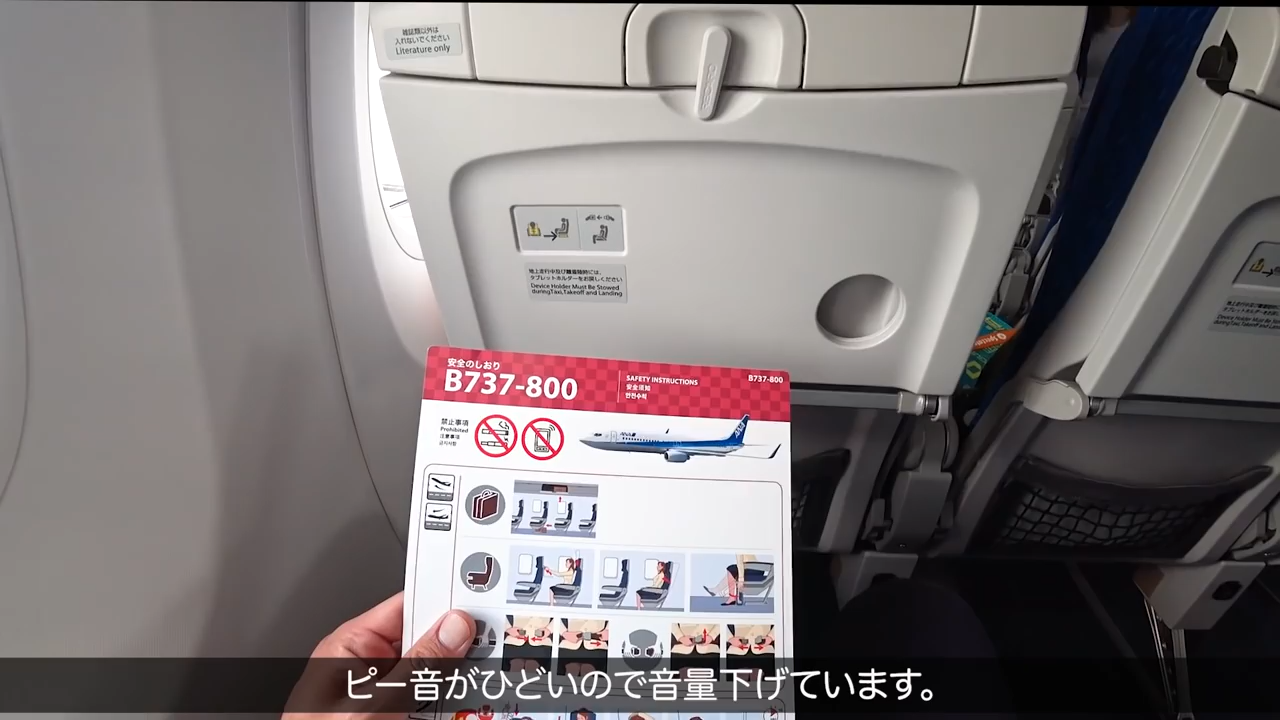 雑誌類以外は
入れないでください
Literature only
地上走行中及び離着陸時には、
タブレットホルダーをお戻しください
Device Holder Must Be Stowed
during Taxi,Takeoff and Landing
安全のしおり
B737-800
SAFETY INSTRUCTIONS
安全须知
안전수칙
B737-800
禁止事項
Prohibited
ANA
ピー音がひどいので音量下げています。